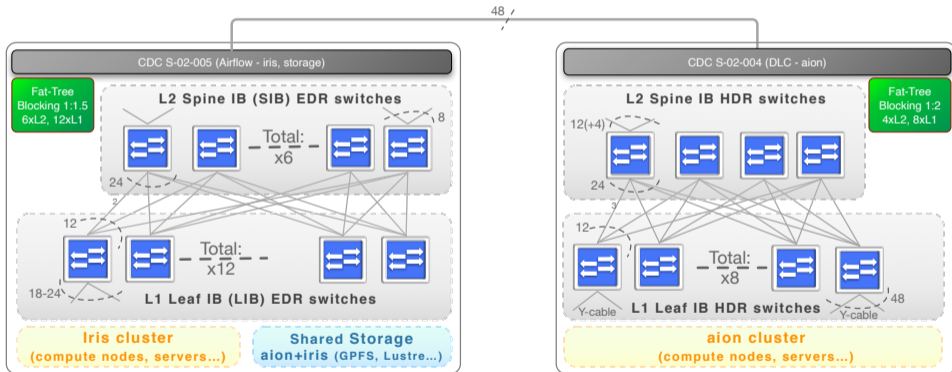 48
CDC S-02-005 (Airflow - iris, storage)
Fat-Tree
Blocking 1:1.5
6xL2, 12xL1
L2 Spine IB (SIB) EDR switches
8
Total:
x6
24
2
12
Total:
x12
18-24
L1 Leaf IB (LIB) EDR switches
Iris cluster
(compute nodes, servers...)
Shared Storage
aion+iris (GPFS, Lustre...)
CDC S-02-004 (DLC - aion)
L2 Spine IB HDR switches
Fat-Tree
Blocking 1:2
4xL2, 8xL1
12(+4)
24
3
12
Total:
x8
48
Y-cable
L1 Leaf IB HDR switches
Y-cable
aion cluster
(compute nodes, servers...)